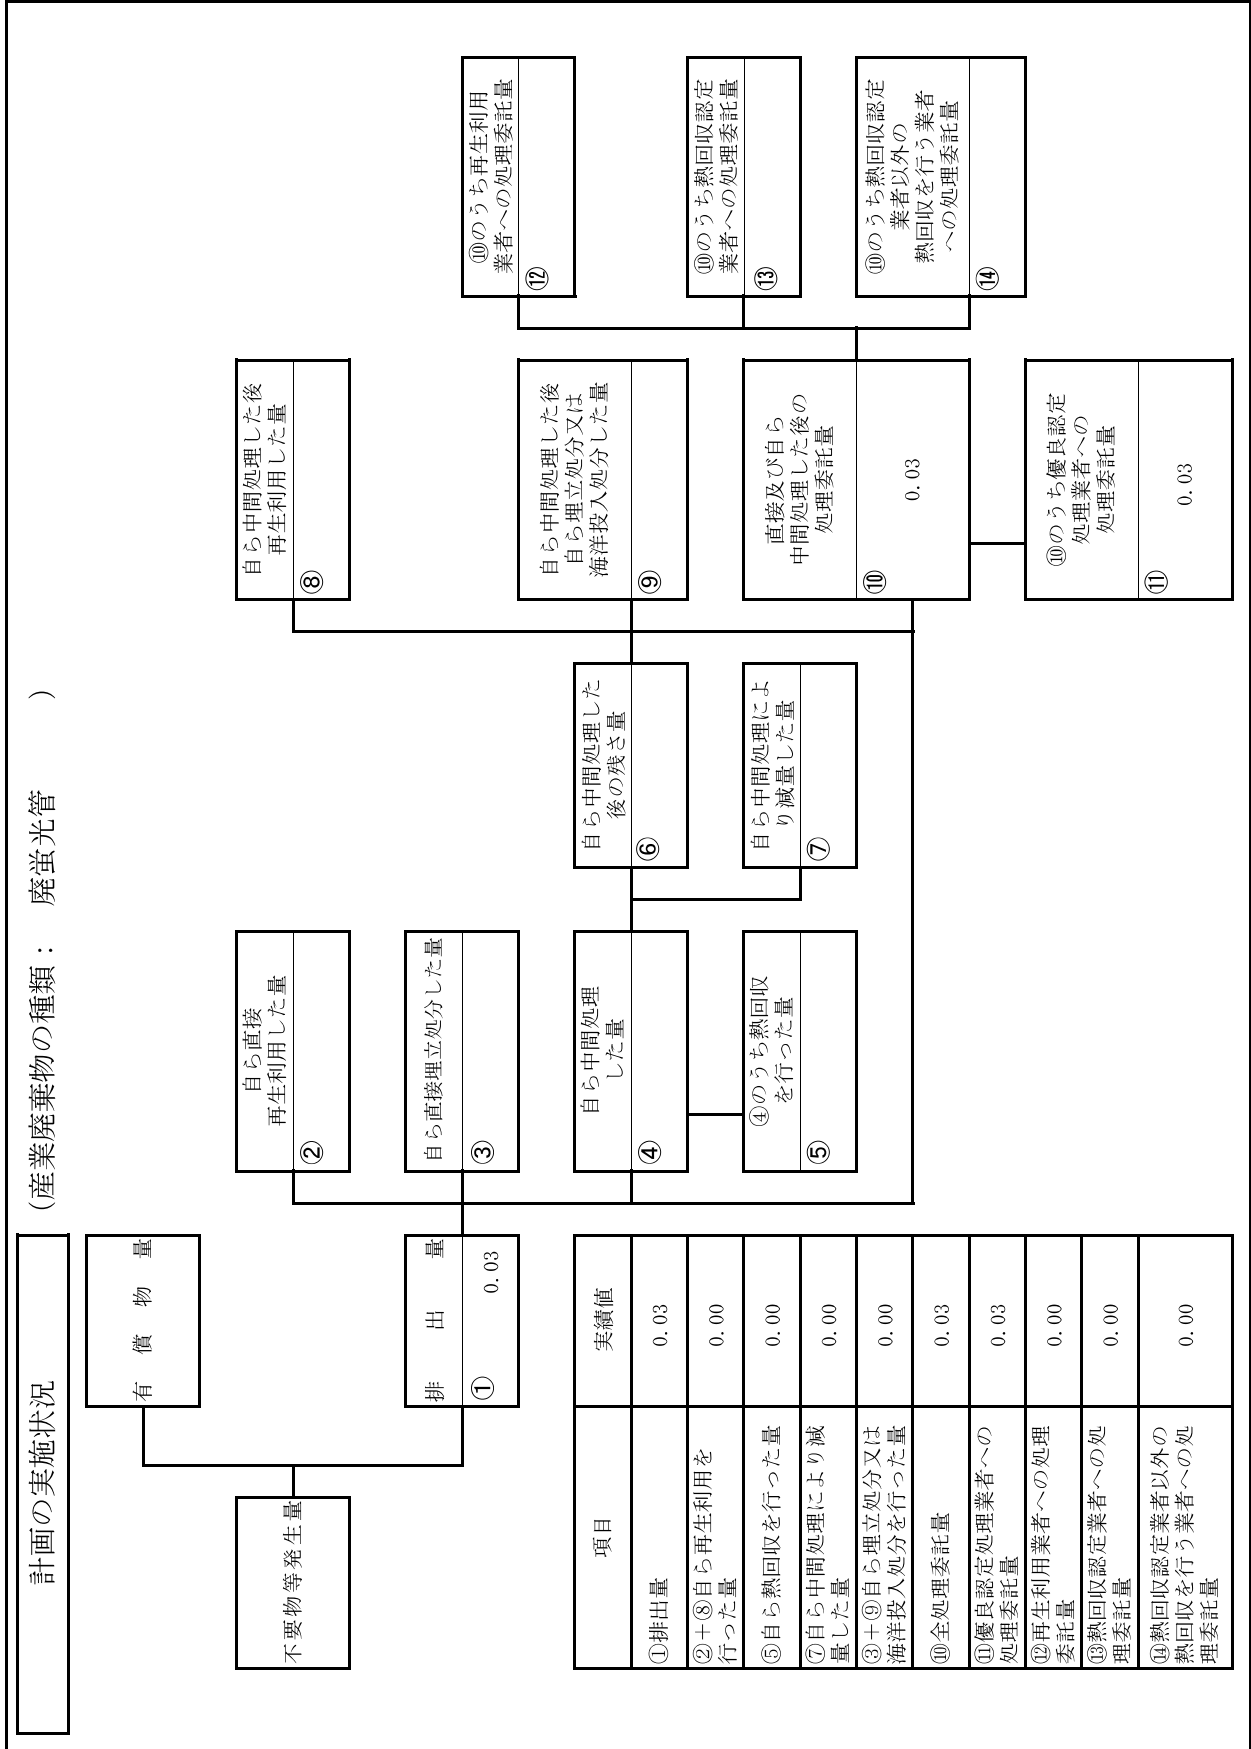 計画の実施状況
（産業廃棄物の種類： 廃蛍光管 ）
不要物等発生量
有償物量
排出量
①
0.03
自ら直接
再生利用した量
②
自ら直接埋立処分した量
③
自ら中間処理
した量
④
④のうち熱回収
を行った量
⑤
自ら中間処理した
後の残さ量
⑥
自ら中間処理によ
り減量した量
⑦
自ら中間処理した後
再生利用した量
⑧
自ら中間処理した後
自ら埋立処分又は
海洋投入処分した量
⑨
直接及び自ら
中間処理した後の
処理委託量
⑩
0.03
⑩のうち優良認定
処理業者への
処理委託量
⑪
0.03
⑩のうち再生利用
業者への処理委託量
⑫
⑩のうち熱回収認定
業者への処理委託量
⑬
⑩のうち熱回収認定
業者以外の
熱回収を行う業者
への処理委託量
⑭
項目 実績値
①排出量 0.03
②＋⑧自ら再生利用を
行った量 0.00
⑤自ら熱回収を行った量 0.00
⑦自ら中間処理により減
量した量 0.00
③＋⑨自ら埋立処分又は
海洋投入処分を行った量 0.00
⑩全処理委託量 0.03
⑪優良認定処理業者への
処理委託量 0.03
⑫再生利用業者への処理
委託量 0.00
⑬熱回収認定業者への処
理委託量 0.00
⑭熱回収認定業者以外の
熱回収を行う業者への処
理委託量 0.00